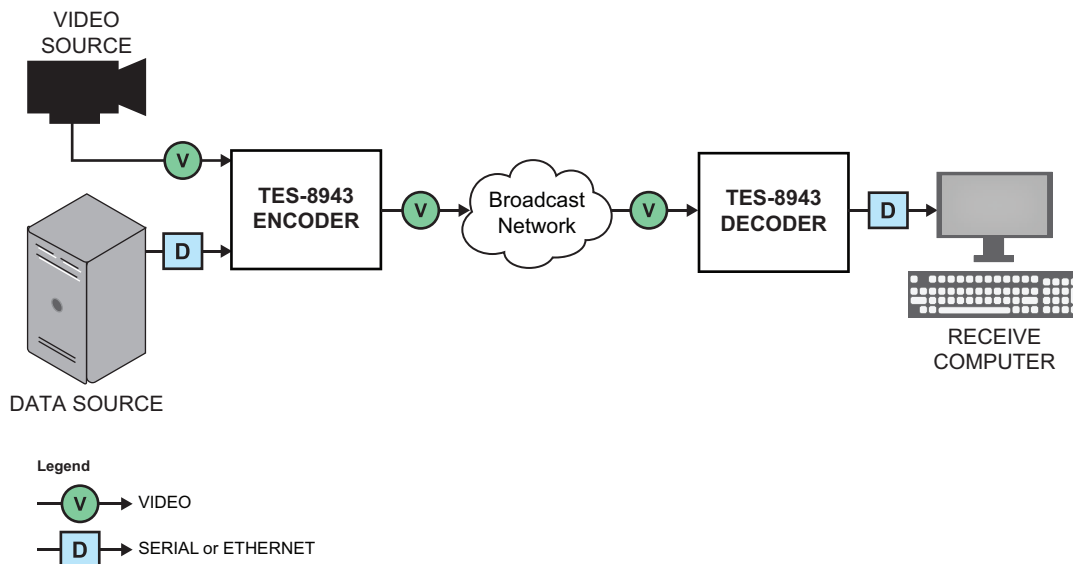 VIDEO
SOURCE
V
TES-8943
ENCODER
V
Broadcast
Network
V
TES-8943
DECODER
D
D
DATA SOURCE
RECEIVE
COMPUTER
Legend
V VIDEO
D SERIAL or ETHERNET